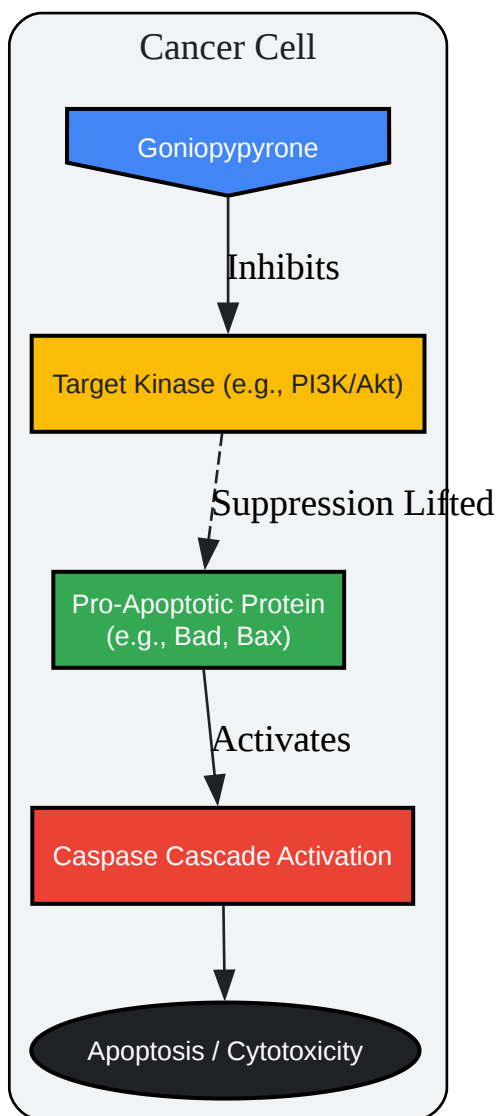 Cancer Cell
Goniopypyrone
Inhibits
Target Kinase (e.g., PI3K/Akt)
Suppression Lifted
Pro-Apoptotic Protein
(e.g., Bad, Bax)
Activates
Caspase Cascade Activation
Apoptosis / Cytotoxicity